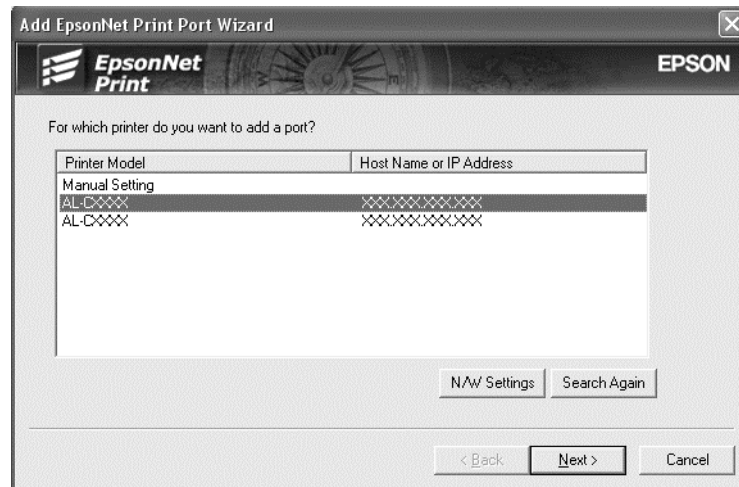 Add EpsonNet Print Port Wizard
EpsonNet
Print
EPSON
For which printer do you want to add a port?
Printer Model Host Name or IP Address
Manual Setting
AL-CXXXX XXX.XXX.XXX.XXX
AL-CXXXX XXX.XXX.XXX.XXX
N/W Settings Search Again
< Back Next > Cancel